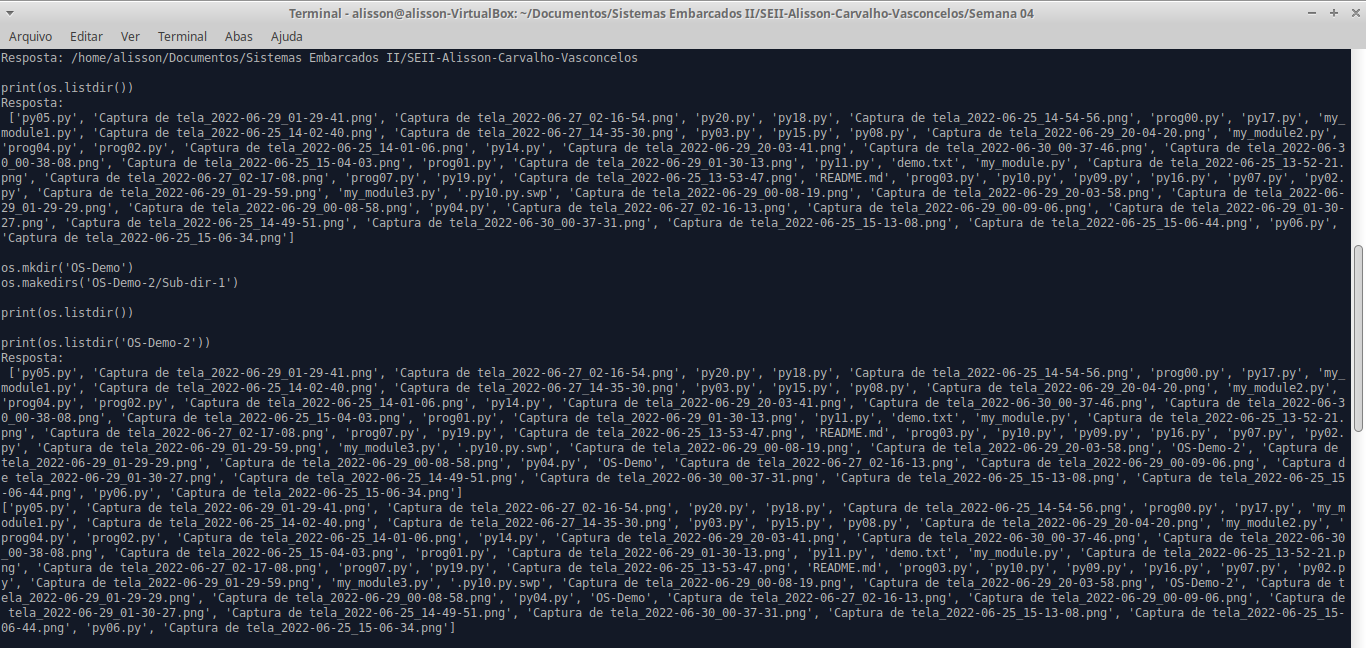 Terminal - alisson@alisson-VirtualBox: ~/Documentos/Sistemas Embarcados II/SEII-Alisson-Carvalho-Vasconcelos/Semana 04
Arquivo Editar Ver Terminal Abas Ajuda
Resposta: /home/alisson/Documentos/Sistemas Embarcados II/SEII-Alisson-Carvalho-Vasconcelos
print(os.listdir())
Resposta:
['py05.py', 'Captura de tela_2022-06-29_01-29-41.png', 'Captura de tela_2022-06-27_02-16-54.png', 'py20.py', 'py18.py', 'Captura de tela_2022-06-25_14-54-56.png', 'prog00.py', 'py17.py', 'my_
module1.py', 'Captura de tela_2022-06-25_14-02-40.png', 'Captura de tela_2022-06-27_14-35-30.png', 'py03.py', 'py15.py', 'py08.py', 'Captura de tela_2022-06-29_20-04-20.png', 'my_module2.py',
'prog04.py', 'prog02.py', 'Captura de tela_2022-06-25_14-01-06.png', 'py14.py', 'Captura de tela_2022-06-29_20-03-41.png', 'Captura de tela_2022-06-30_00-37-46.png', 'Captura de tela_2022-06-3
0_00-38-08.png', 'Captura de tela_2022-06-25_15-04-03.png', 'prog01.py', 'Captura de tela_2022-06-29_01-30-13.png', 'py11.py', 'demo.txt', 'my_module.py', 'Captura de tela_2022-06-25_13-52-21.
png', 'Captura de tela_2022-06-27_02-17-08.png', 'prog07.py', 'py19.py', 'Captura de tela_2022-06-25_13-53-47.png', 'README.md', 'prog03.py', 'py10.py', 'py09.py', 'py16.py', 'py07.py', 'py02.
py', 'Captura de tela_2022-06-29_01-29-59.png', 'my_module3.py', '.py10.py.swp', 'Captura de tela_2022-06-29_00-08-19.png', 'Captura de tela_2022-06-29_20-03-58.png', 'Captura de tela_2022-06-
29_01-29-29.png', 'Captura de tela_2022-06-29_00-08-58.png', 'py04.py', 'Captura de tela_2022-06-27_02-16-13.png', 'Captura de tela_2022-06-29_00-09-06.png', 'Captura de tela_2022-06-29_01-30-
27.png', 'Captura de tela_2022-06-25_14-49-51.png', 'Captura de tela_2022-06-30_00-37-31.png', 'Captura de tela_2022-06-25_15-13-08.png', 'Captura de tela_2022-06-25_15-06-44.png', 'py06.py',
'Captura de tela_2022-06-25_15-06-34.png']
os.mkdir('OS-Demo')
os.makedirs('OS-Demo-2/Sub-dir-1')
print(os.listdir())
print(os.listdir('OS-Demo-2'))
Resposta:
['py05.py', 'Captura de tela_2022-06-29_01-29-41.png', 'Captura de tela_2022-06-27_02-16-54.png', 'py20.py', 'py18.py', 'Captura de tela_2022-06-25_14-54-56.png', 'prog00.py', 'py17.py', 'my_
module1.py', 'Captura de tela_2022-06-25_14-02-40.png', 'Captura de tela_2022-06-27_14-35-30.png', 'py03.py', 'py15.py', 'py08.py', 'Captura de tela_2022-06-29_20-04-20.png', 'my_module2.py',
'prog04.py', 'prog02.py', 'Captura de tela_2022-06-25_14-01-06.png', 'py14.py', 'Captura de tela_2022-06-29_20-03-41.png', 'Captura de tela_2022-06-30_00-37-46.png', 'Captura de tela_2022-06-3
0_00-38-08.png', 'Captura de tela_2022-06-25_15-04-03.png', 'prog01.py', 'Captura de tela_2022-06-29_01-30-13.png', 'py11.py', 'demo.txt', 'my_module.py', 'Captura de tela_2022-06-25_13-52-21.
png', 'Captura de tela_2022-06-27_02-17-08.png', 'prog07.py', 'py19.py', 'Captura de tela_2022-06-25_13-53-47.png', 'README.md', 'prog03.py', 'py10.py', 'py09.py', 'py16.py', 'py07.py', 'py02.
py', 'Captura de tela_2022-06-29_01-29-59.png', 'my_module3.py', '.py10.py.swp', 'Captura de tela_2022-06-29_00-08-19.png', 'Captura de tela_2022-06-29_20-03-58.png', 'OS-Demo-2', 'Captura de
tela_2022-06-29_01-29-29.png', 'Captura de tela_2022-06-29_00-08-58.png', 'py04.py', 'OS-Demo', 'Captura de tela_2022-06-27_02-16-13.png', 'Captura de tela_2022-06-29_00-09-06.png', 'Captura d
e tela_2022-06-29_01-30-27.png', 'Captura de tela_2022-06-25_14-49-51.png', 'Captura de tela_2022-06-30_00-37-31.png', 'Captura de tela_2022-06-25_15-13-08.png', 'Captura de tela_2022-06-25_15
-06-44.png', 'py06.py', 'Captura de tela_2022-06-25_15-06-34.png']
['py05.py', 'Captura de tela_2022-06-29_01-29-41.png', 'Captura de tela_2022-06-27_02-16-54.png', 'py20.py', 'py18.py', 'Captura de tela_2022-06-25_14-54-56.png', 'prog00.py', 'py17.py', 'my_m
odule1.py', 'Captura de tela_2022-06-25_14-02-40.png', 'Captura de tela_2022-06-27_14-35-30.png', 'py03.py', 'py15.py', 'py08.py', 'Captura de tela_2022-06-29_20-04-20.png', 'my_module2.py', '
prog04.py', 'prog02.py', 'Captura de tela_2022-06-25_14-01-06.png', 'py14.py', 'Captura de tela_2022-06-29_20-03-41.png', 'Captura de tela_2022-06-30_00-37-46.png', 'Captura de tela_2022-06-30
_00-38-08.png', 'Captura de tela_2022-06-25_15-04-03.png', 'prog01.py', 'Captura de tela_2022-06-29_01-30-13.png', 'py11.py', 'demo.txt', 'my_module.py', 'Captura de tela_2022-06-25_13-52-21.p
ng', 'Captura de tela_2022-06-27_02-17-08.png', 'prog07.py', 'py19.py', 'Captura de tela_2022-06-25_13-53-47.png', 'README.md', 'prog03.py', 'py10.py', 'py09.py', 'py16.py', 'py07.py', 'py02.p
y', 'Captura de tela_2022-06-29_01-29-59.png', 'my_module3.py', '.py10.py.swp', 'Captura de tela_2022-06-29_00-08-19.png', 'Captura de tela_2022-06-29_20-03-58.png', 'OS-Demo-2', 'Captura de t
ela_2022-06-29_01-29-29.png', 'Captura de tela_2022-06-29_00-08-58.png', 'py04.py', 'OS-Demo', 'Captura de tela_2022-06-27_02-16-13.png', 'Captura de tela_2022-06-29_00-09-06.png', 'Captura de
 tela_2022-06-29_01-30-27.png', 'Captura de tela_2022-06-25_14-49-51.png', 'Captura de tela_2022-06-30_00-37-31.png', 'Captura de tela_2022-06-25_15-13-08.png', 'Captura de tela_2022-06-25_15-
06-44.png', 'py06.py', 'Captura de tela_2022-06-25_15-06-34.png']